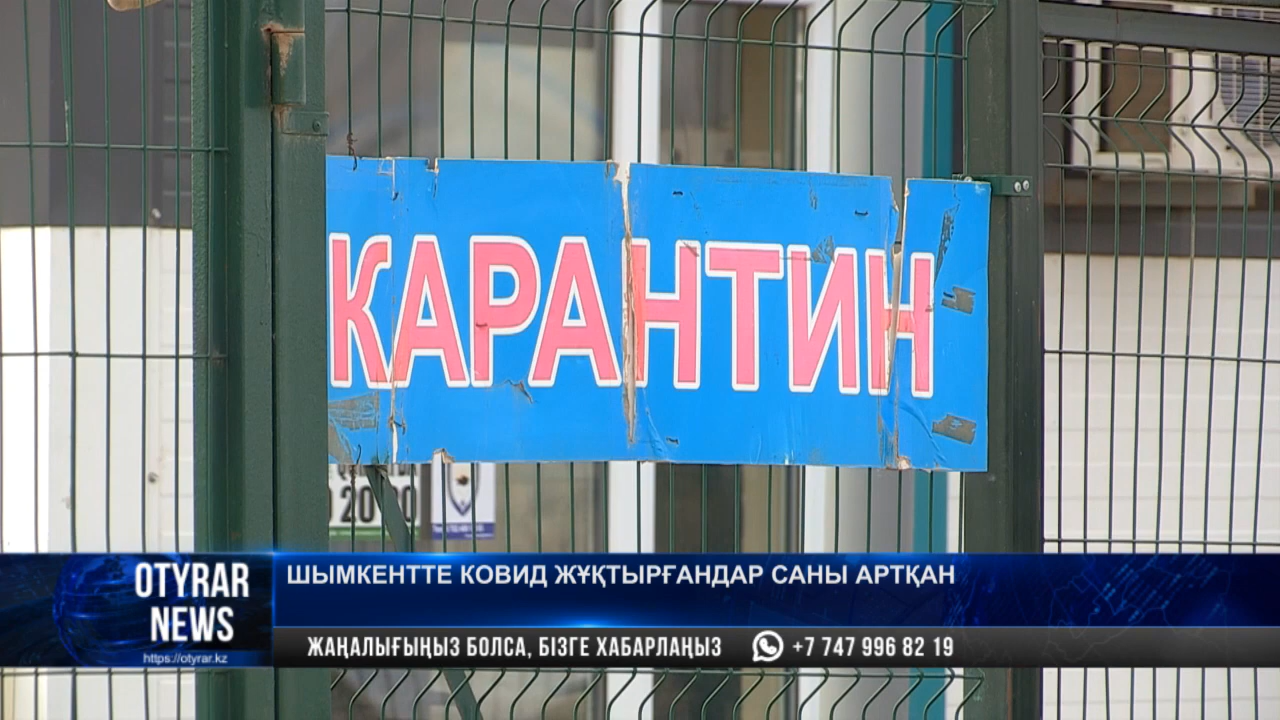 КАРАНТИН
OTYRAR
NEWS
https://otyrar.kz
ШЫМКЕНТТЕ КОВИД ЖҰҚТЫРҒАНДАР САНЫ АРТҚАН
ЖАҢАЛЫҒЫҢЫЗ БОЛСА, БІЗГЕ ХАБАРЛАҢЫЗ +7 747 996 82 19